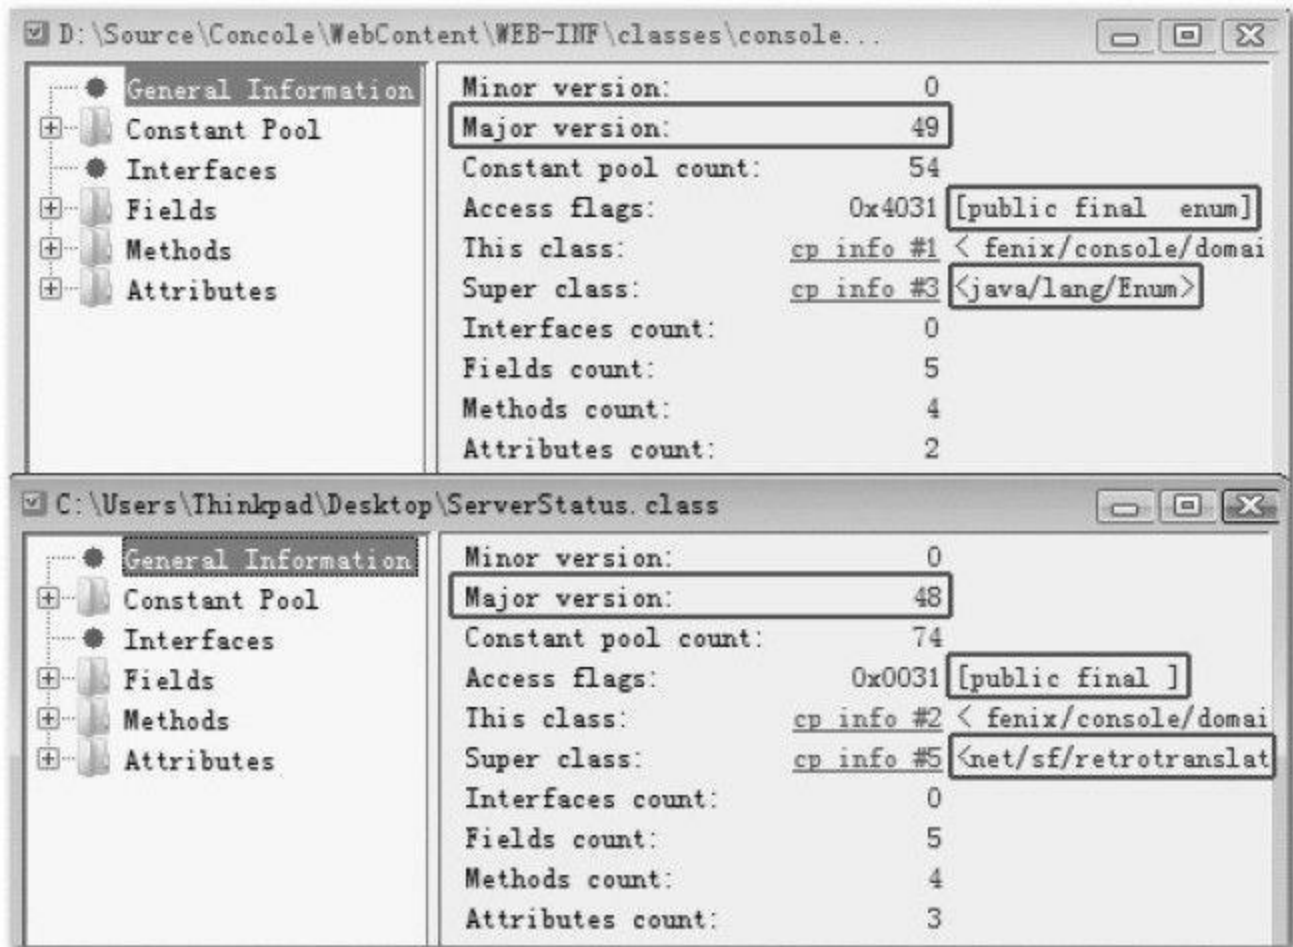 D:\Source\Concole\WebContent\WEB-INF\classes\console...
General Information
Constant Pool
Interfaces
Fields
Methods
Attributes
Minor version: 0
Major version: 49
Constant pool count: 54
Access flags: 0x4031 [public final enum]
This class: cp info #1 < fenix/console/domai
Super class: cp info #3 <java/lang/Enum>
Interfaces count: 0
Fields count: 5
Methods count: 4
Attributes count: 2
C:\Users\Thinkpad\Desktop\ServerStatus.class
General Information
Constant Pool
Interfaces
Fields
Methods
Attributes
Minor version: 0
Major version: 48
Constant pool count: 74
Access flags: 0x0031 [public final ]
This class: cp info #2 < fenix/console/domai
Super class: cp info #5 <net/sf/retrotranslat
Interfaces count: 0
Fields count: 5
Methods count: 4
Attributes count: 3